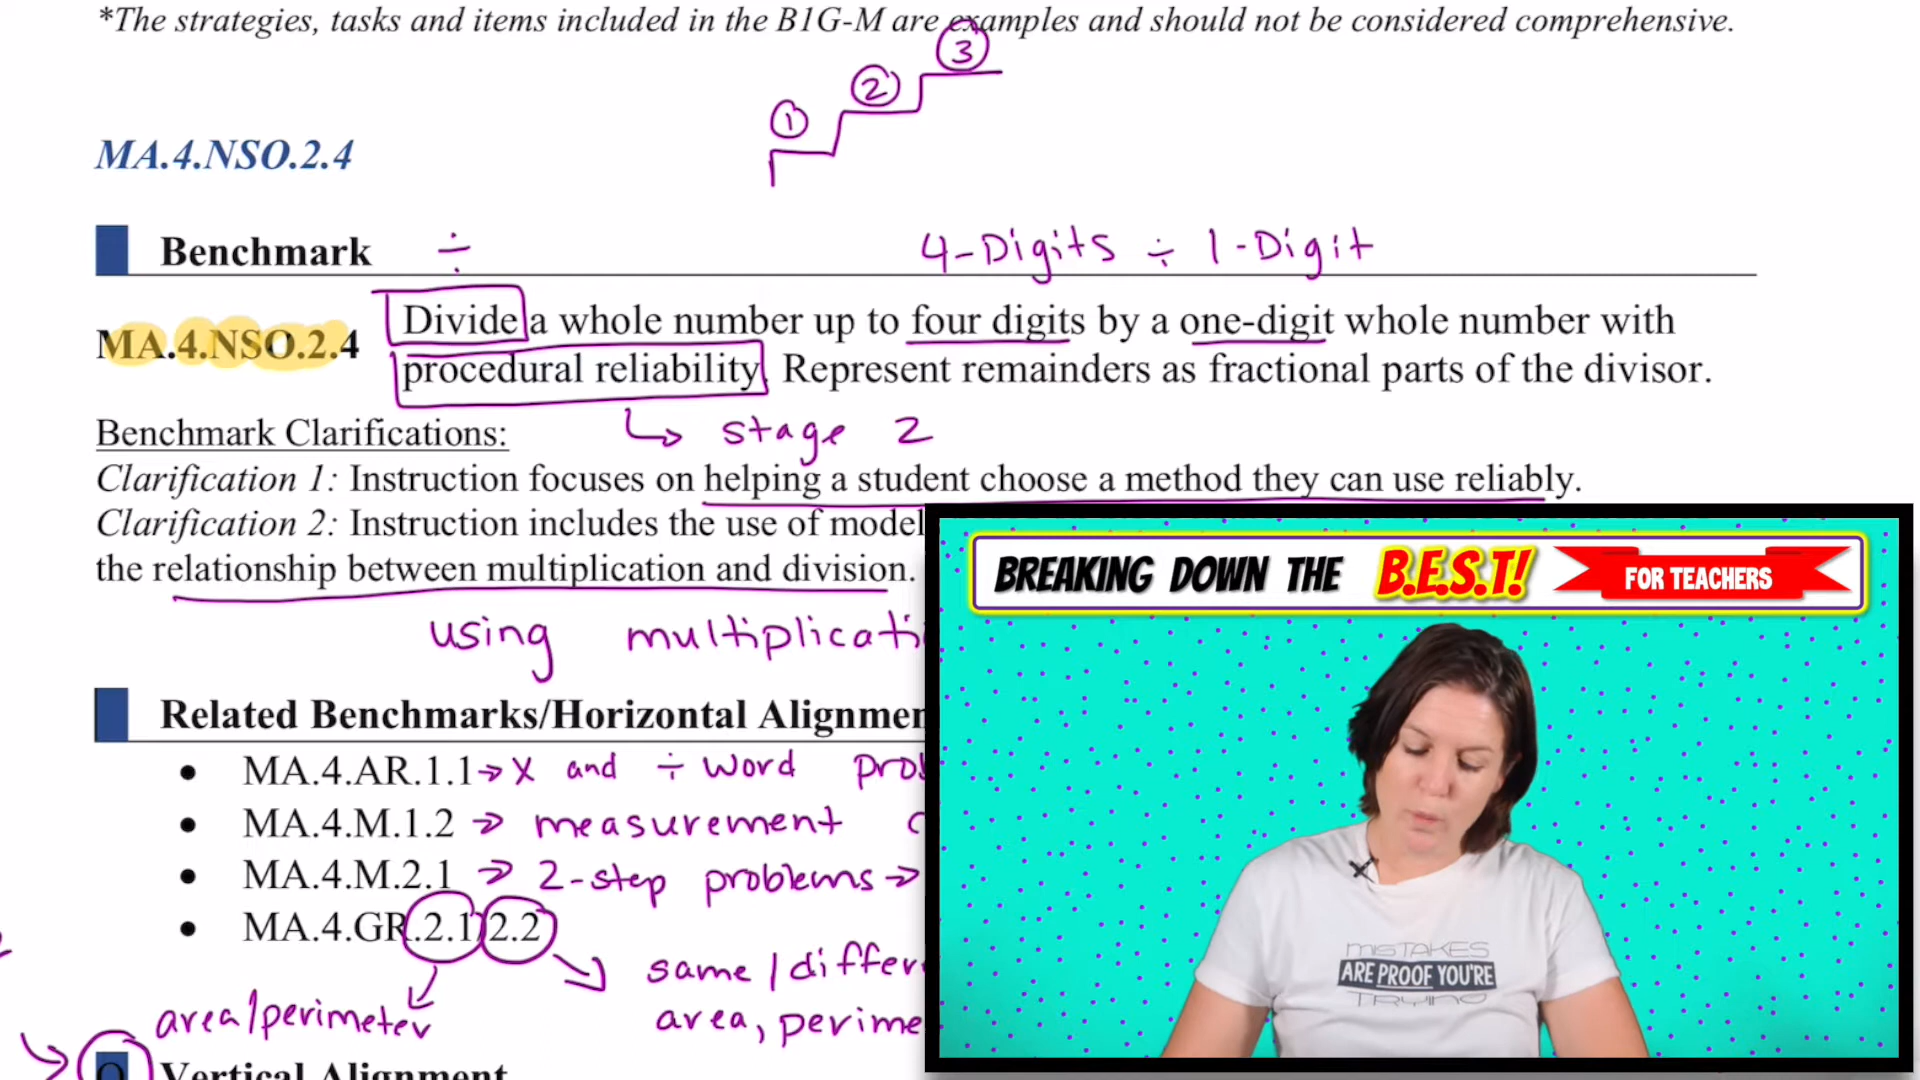 *The strategies, tasks and items included in the B1G-M are examples and should not be considered comprehensive.
3
2
1
MA.4.NSO.2.4
Benchmark ÷ 4-Digits ÷ 1-Digit
MA.4.NSO.2.4 Divide a whole number up to four digits by a one-digit whole number with
procedural reliability. Represent remainders as fractional parts of the divisor.
Benchmark Clarifications: ↳ stage 2
Clarification 1: Instruction focuses on helping a student choose a method they can use reliably.
Clarification 2: Instruction includes the use of model
the relationship between multiplication and division.
using multiplicati
Related Benchmarks/Horizontal Alignmen
• MA.4.AR.1.1 → x and ÷ word pro
• MA.4.M.1.2 → measurement
• MA.4.M.2.1 → 2-step problems →
• MA.4.GR.2.1/2.2
same/differ
area/perimeter
area, perime
Vertical Alignment
BREAKING DOWN THE B.E.S.T! FOR TEACHERS
MISTAKES
ARE PROOF YOU'RE
TRYING